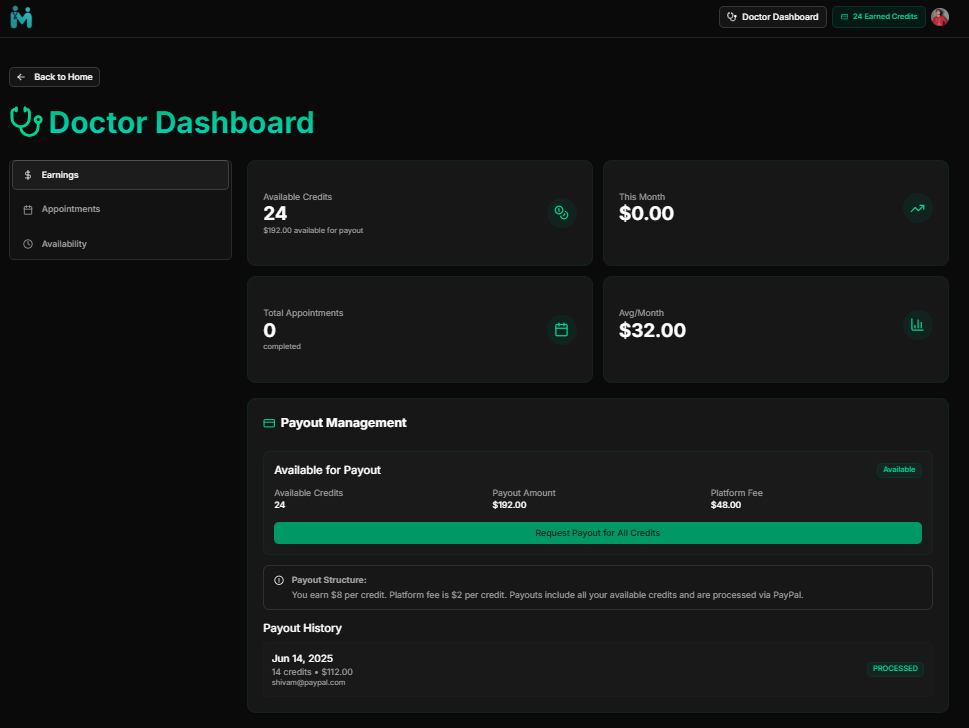 Doctor Dashboard
24 Earned Credits
Back to Home
Doctor Dashboard
Earnings
Appointments
Availability
Available Credits
24
$192.00 available for payout
This Month
$0.00
Total Appointments
0
completed
Avg/Month
$32.00
Payout Management
Available for Payout
Available
Available Credits
24
Payout Amount
$192.00
Platform Fee
$48.00
Request Payout for All Credits
Payout Structure:
You earn $8 per credit. Platform fee is $2 per credit. Payouts include all your available credits and are processed via PayPal.
Payout History
Jun 14, 2025
14 credits • $112.00
shivam@paypal.com
PROCESSED